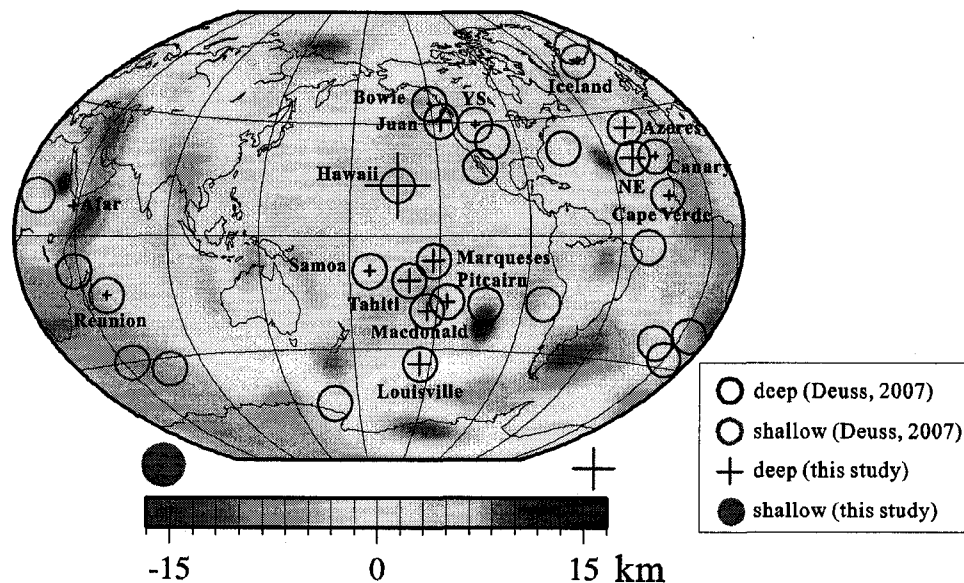 Iceland
Bowie
YS
Juan
Azores
Hawaii
Canary
NE
Afar
Cape Verde
Samoa
Marqueses
Pitcairn
Tahiti
Reunion
Macdonald
Louisville
deep (Deuss, 2007)
shallow (Deuss, 2007)
deep (this study)
shallow (this study)
-15 0 15 km